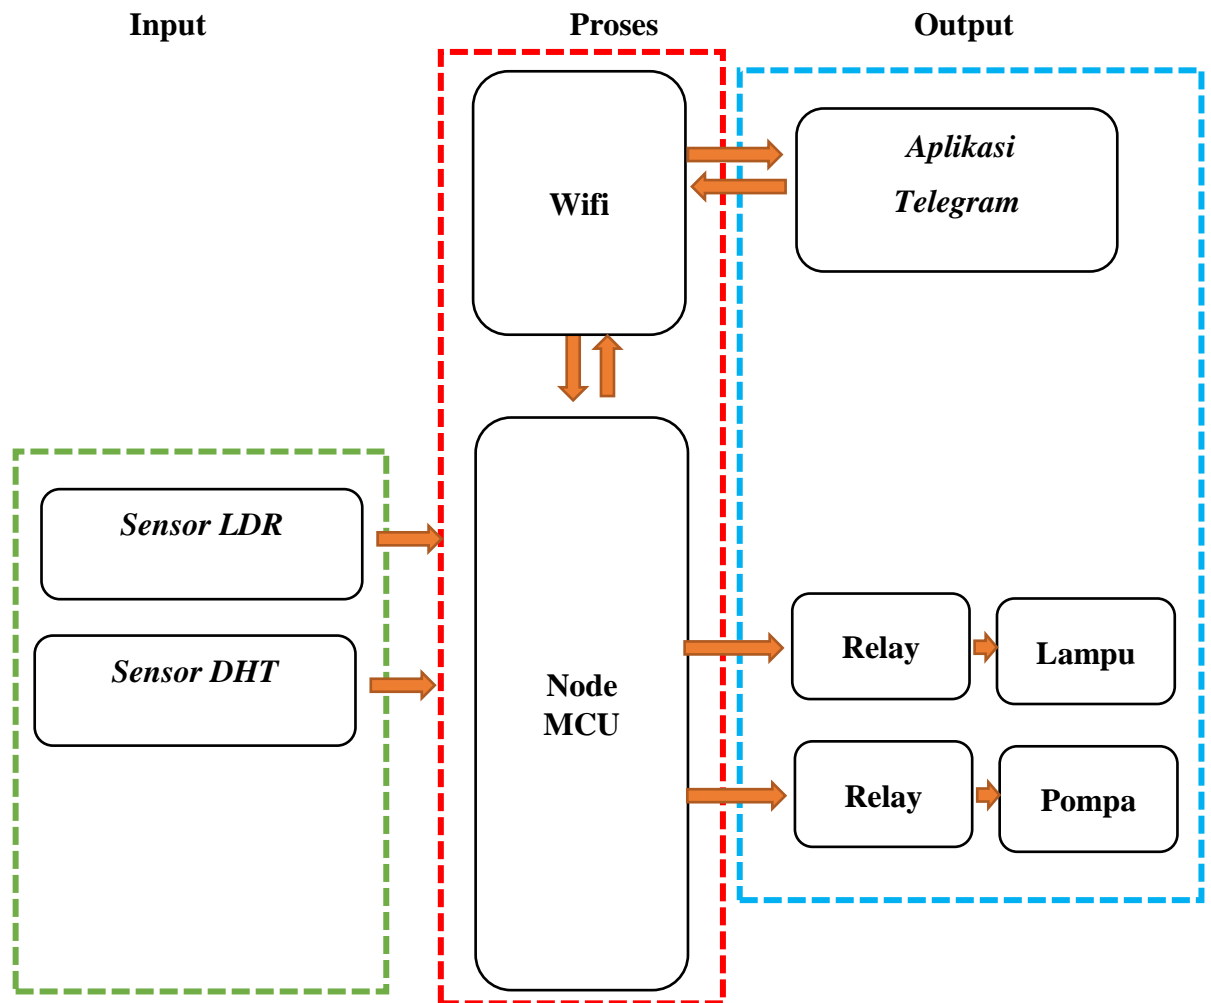 Input
Proses
Output
Wifi
Aplikasi
Telegram
Sensor LDR
Sensor DHT
Node
MCU
Relay
Lampu
Relay
Pompa